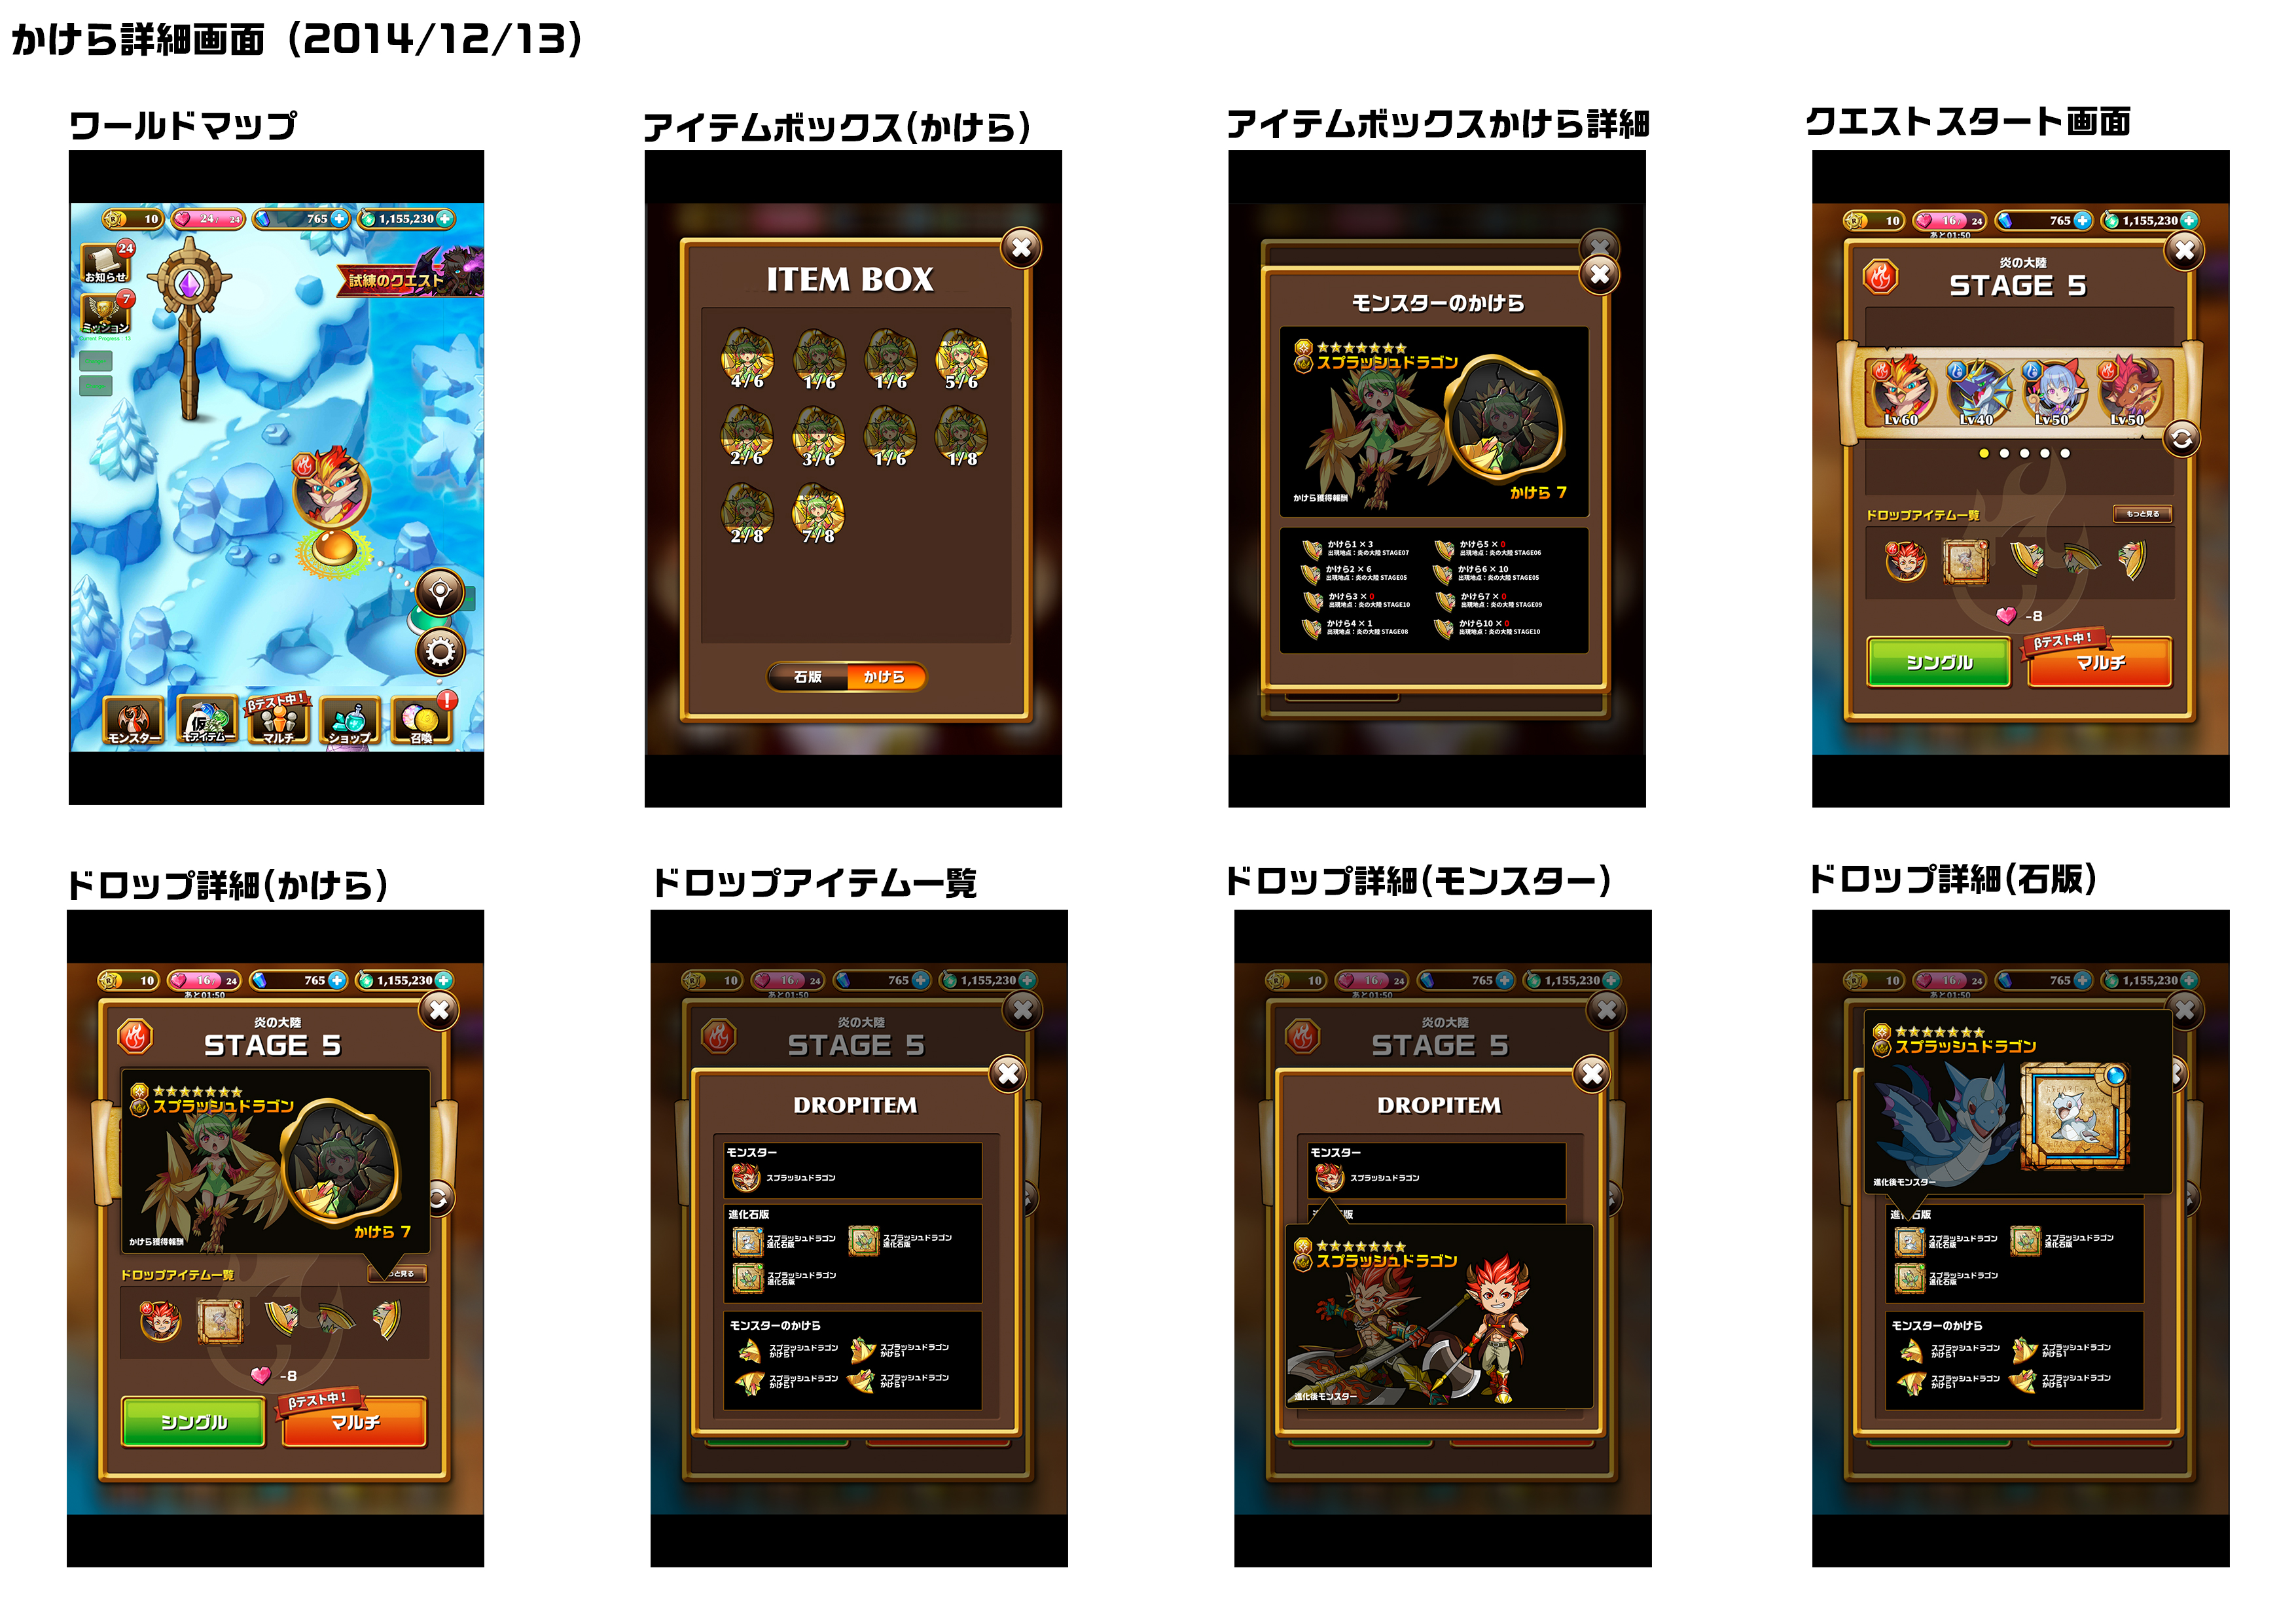 かけら詳細画面 (2014/12/13)
ワールドマップ
10
24/ 24
765
1,155,230
24
お知らせ
試練のクエスト
7
ミッション
Current Progress : 13
βテスト中!
モンスター
仮
アイテム
マルチ
ショップ
召喚
!
アイテムボックス(かけら)
ITEM BOX
4/6
1/6
1/6
5/6
2/6
3/6
1/6
1/8
2/8
7/8
石版
かけら
アイテムボックスかけら詳細
モンスターのかけら
スプラッシュドラゴン
かけら獲得報酬
かけら 7
かけら1 × 3
出現地点:炎の大陸 STAGE07
かけら5 × 0
出現地点:炎の大陸 STAGE06
かけら2 × 6
出現地点:炎の大陸 STAGE05
かけら6 × 10
出現地点:炎の大陸 STAGE05
かけら3 × 0
出現地点:炎の大陸 STAGE10
かけら7 × 0
出現地点:炎の大陸 STAGE09
かけら4 × 1
出現地点:炎の大陸 STAGE08
かけら10 × 0
出現地点:炎の大陸 STAGE10
クエストスタート画面
10
16/ 24
765
1,155,230
あと01:50
炎の大陸
STAGE 5
Lv60
Lv40
Lv50
Lv50
ドロップアイテム一覧
もっと見る
-8
シングル
βテスト中!
マルチ
ドロップ詳細(かけら)
10
16/ 24
765
1,155,230
あと01:50
炎の大陸
STAGE 5
スプラッシュドラゴン
かけら獲得報酬
かけら 7
ドロップアイテム一覧
っと見る
-8
シングル
βテスト中!
マルチ
ドロップアイテム一覧
10
16/ 24
765
1,155,230
あと01:50
炎の大陸
STAGE 5
DROPITEM
モンスター
スプラッシュドラゴン
進化石版
スプラッシュドラゴン
進化石版
スプラッシュドラゴン
進化石版
スプラッシュドラゴン
進化石版
モンスターのかけら
スプラッシュドラゴン
かけら1
スプラッシュドラゴン
かけら1
スプラッシュドラゴン
かけら1
スプラッシュドラゴン
かけら1
ドロップ詳細(モンスター)
10
16/ 24
765
1,155,230
あと01:50
炎の大陸
STAGE 5
DROPITEM
モンスター
スプラッシュドラゴン
スプラッシュドラゴン
進化後モンスター
ドロップ詳細(石版)
10
16/ 24
765
1,155,230
あと01:50
スプラッシュドラゴン
進化後モンスター
進 石版
スプラッシュドラゴン
進化石版
スプラッシュドラゴン
進化石版
スプラッシュドラゴン
進化石版
モンスターのかけら
スプラッシュドラゴン
かけら1
スプラッシュドラゴン
かけら1
スプラッシュドラゴン
かけら1
スプラッシュドラゴン
かけら1